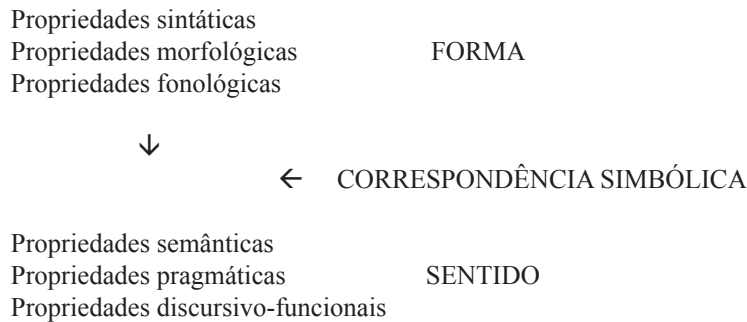 Propriedades sintáticas
Propriedades morfológicas FORMA
Propriedades fonológicas
↓
← CORRESPONDÊNCIA SIMBÓLICA
Propriedades semânticas
Propriedades pragmáticas SENTIDO
Propriedades discursivo-funcionais